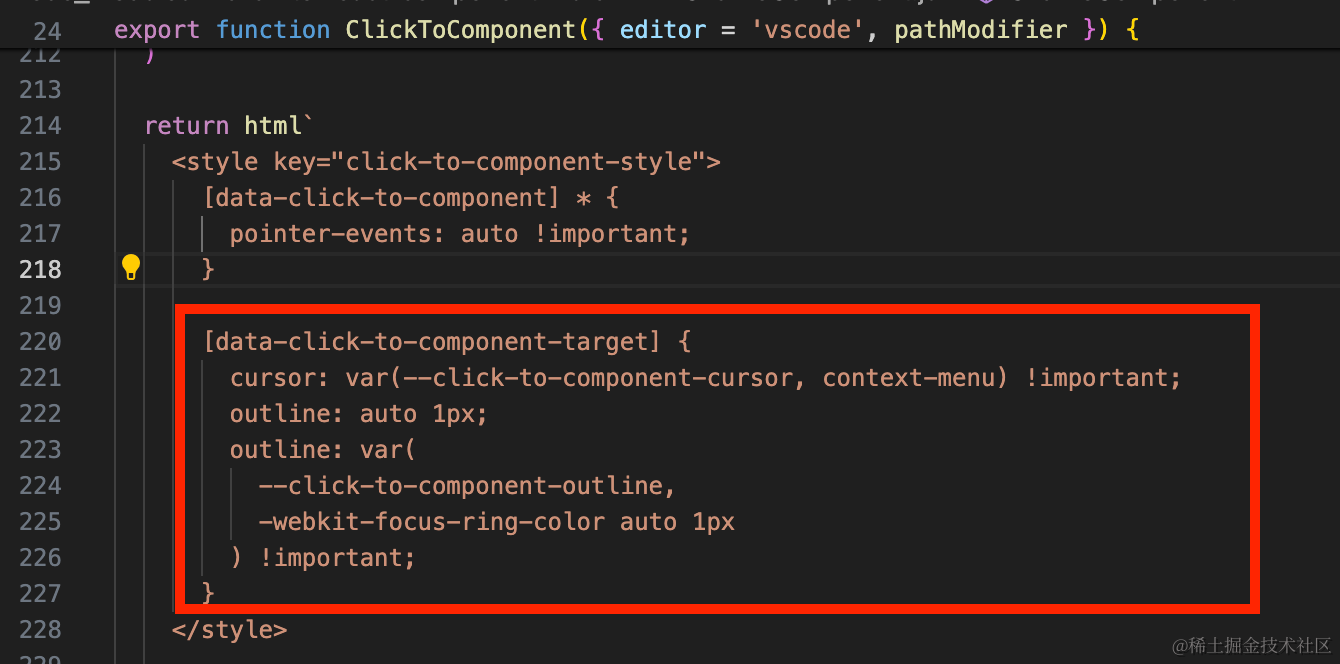 24 export function ClickToComponent({ editor = 'vscode', pathModifier }) {
212 )
213
214 return html`
215 <style key="click-to-component-style">
216 [data-click-to-component] * {
217 pointer-events: auto !important;
218 }
219
220 [data-click-to-component-target] {
221 cursor: var(--click-to-component-cursor, context-menu) !important;
222 outline: auto 1px;
223 outline: var(
224 --click-to-component-outline,
225 -webkit-focus-ring-color auto 1px
226 ) !important;
227 }
228 </style>
229
@稀土掘金技术社区